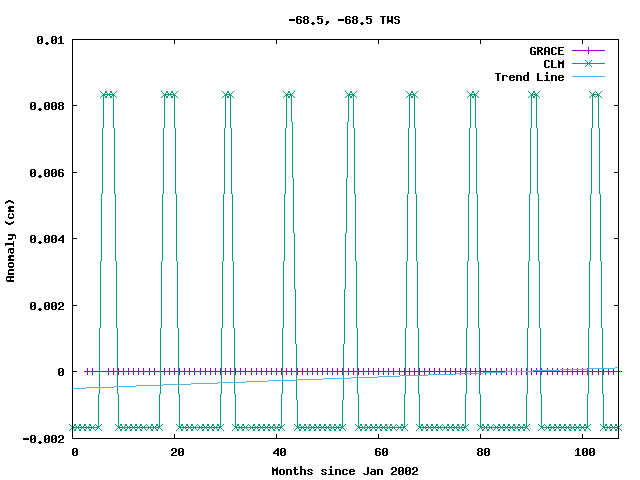 -68.5, -68.5 TWS
0.01
0.008
0.006
0.004
0.002
0
-0.002
Anomaly (cm)
GRACE
CLM
Trend Line
0 20 40 60 80 100
Months since Jan 2002